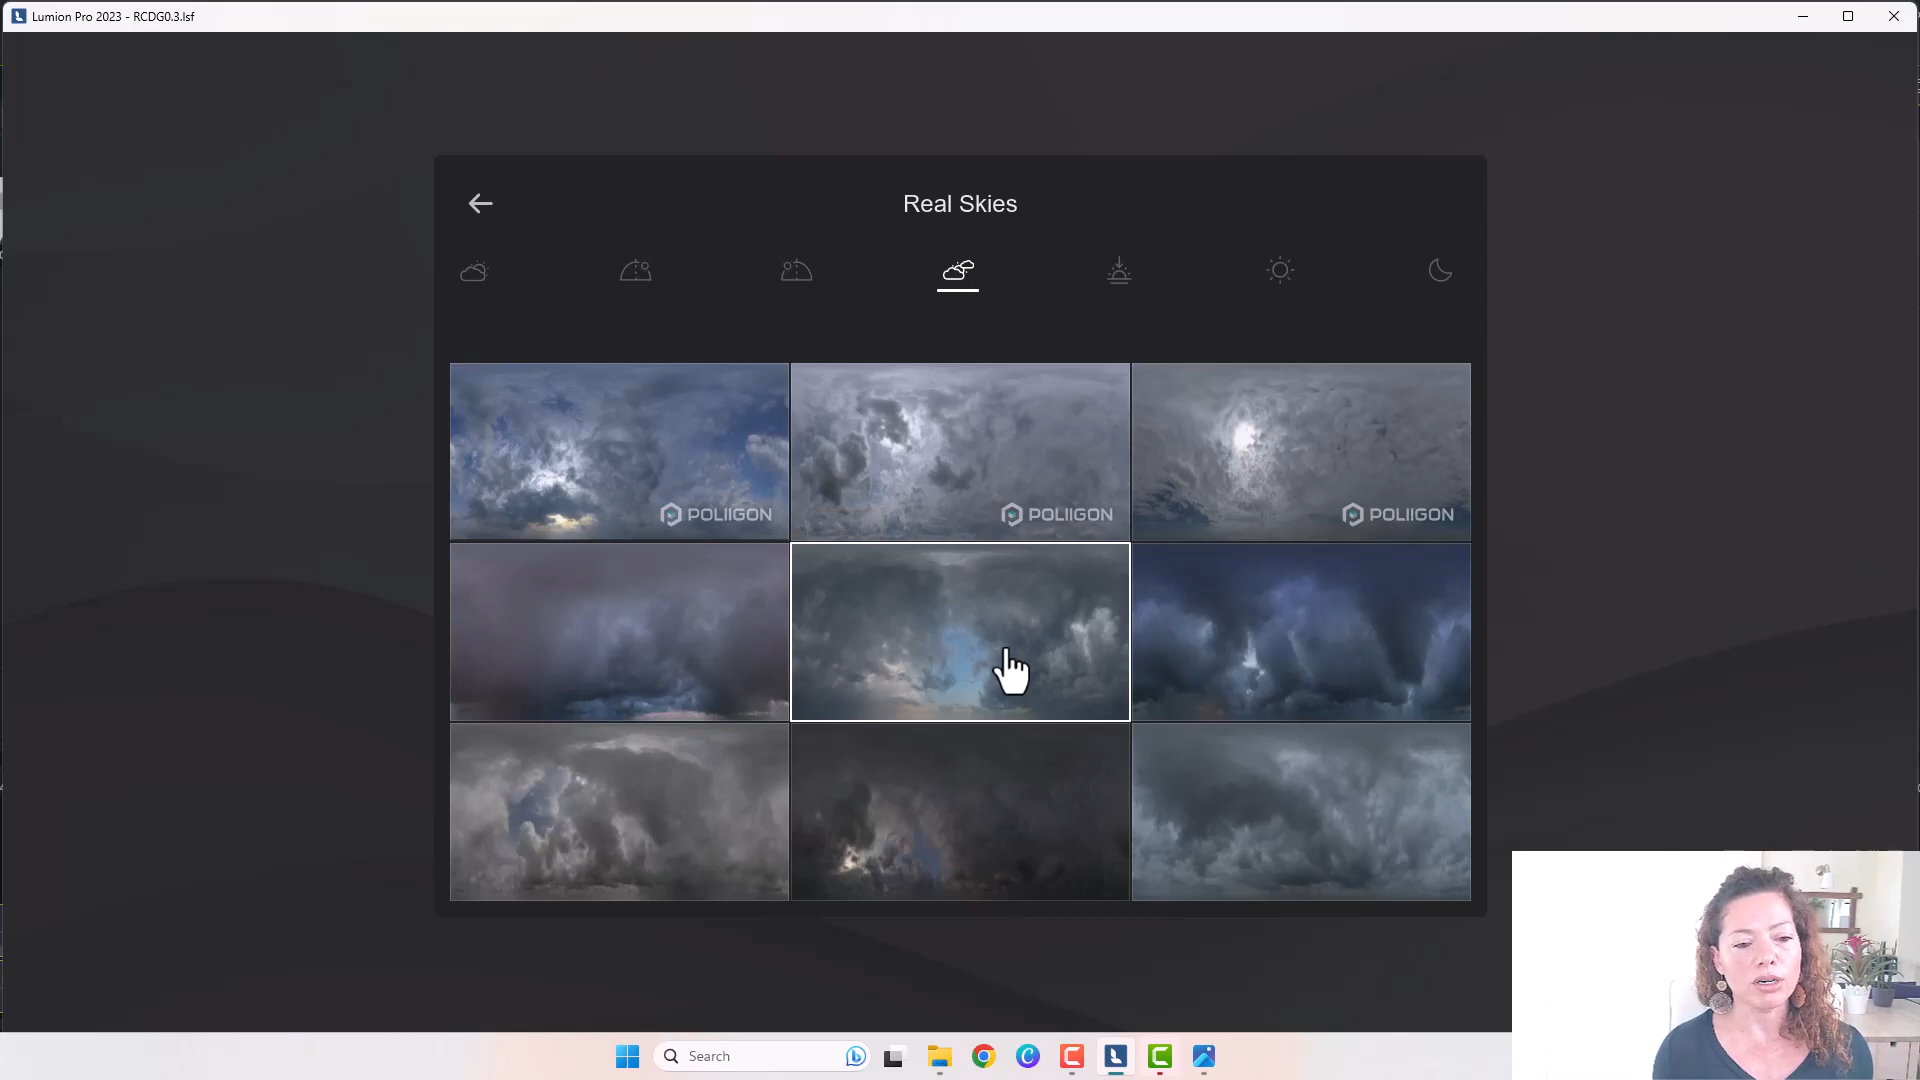 Lumion Pro 2023 - RCDG0.3.lsf
Real Skies
POLIIGON
POLIIGON
POLIIGON
Search